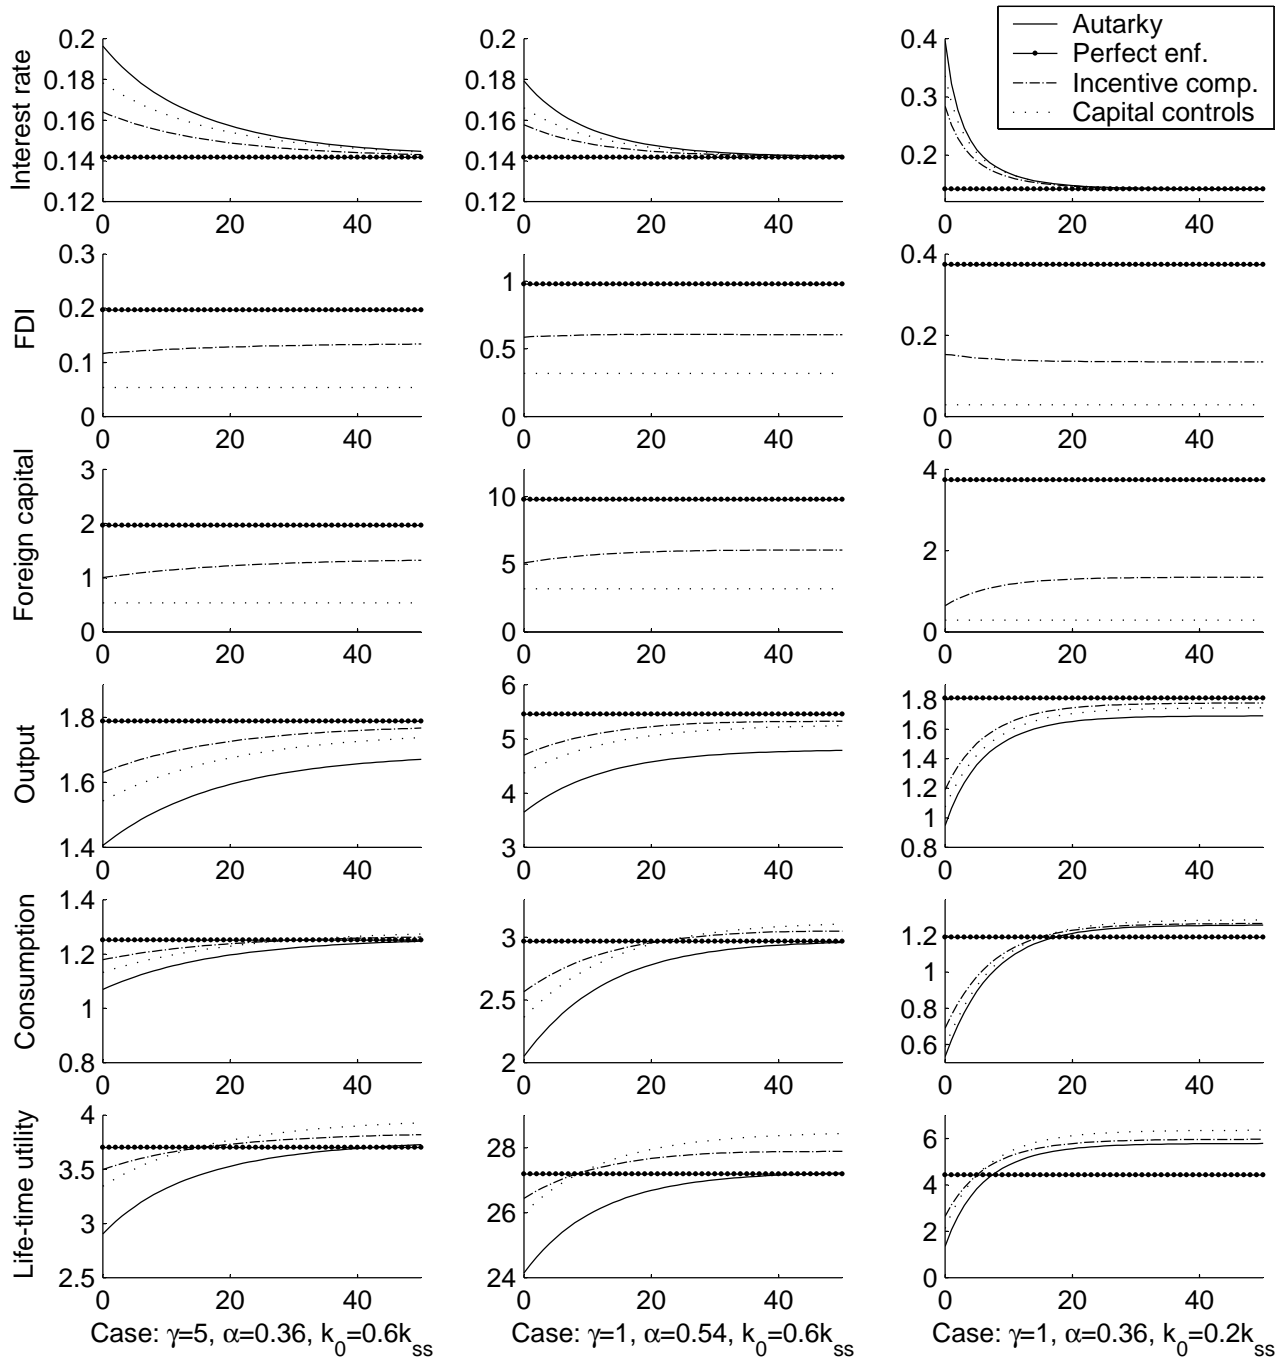 Autarky
Perfect enf.
Incentive comp.
Capital controls
Interest rate
0.2
0.18
0.16
0.14
0.12
0 20 40
0.2
0.18
0.16
0.14
0.12
0 20 40
0.4
0.3
0.2
0 20 40
FDI
0.3
0.2
0.1
0
0 20 40
1
0.5
0
0 20 40
0.4
0.2
0
0 20 40
Foreign capital
3
2
1
0
0 20 40
10
5
0
0 20 40
4
2
0
0 20 40
Output
1.8
1.6
1.4
0 20 40
6
5
4
3
0 20 40
1.8
1.6
1.4
1.2
1
0.8
0 20 40
Consumption
1.4
1.2
1
0.8
0 20 40
3
2.5
2
0 20 40
1.2
1
0.8
0.6
0 20 40
Life-time utility
4
3.5
3
2.5
0 20 40
28
26
24
0 20 40
6
4
2
0
0 20 40
Case: γ=5, α=0.36, k₀=0.6kₛₛ
Case: γ=1, α=0.54, k₀=0.6kₛₛ
Case: γ=1, α=0.36, k₀=0.2kₛₛ